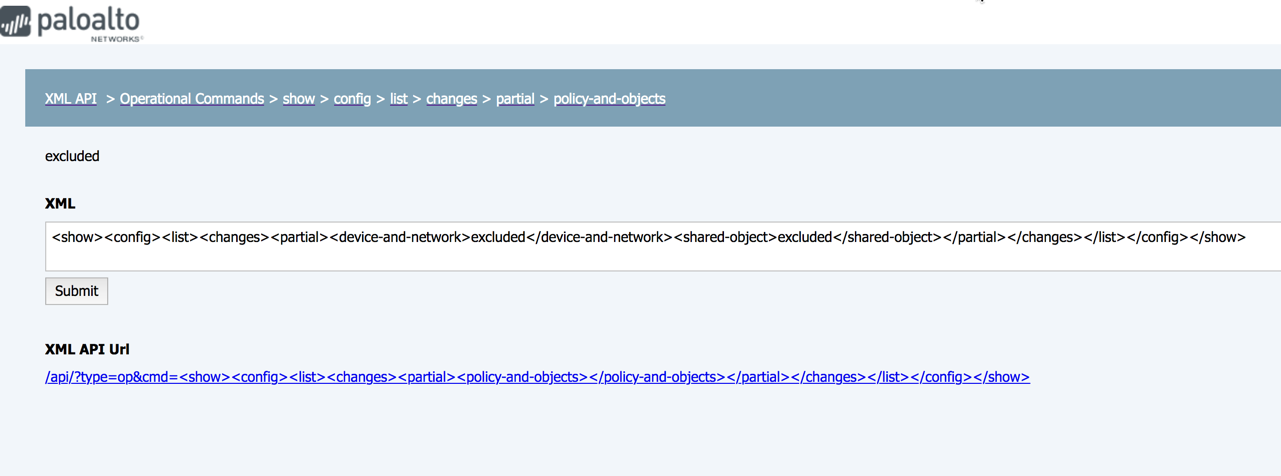 paloalto
NETWORKS®
XML API > Operational Commands > show > config > list > changes > partial > policy-and-objects
excluded
XML
<show><config><list><changes><partial><device-and-network>excluded</device-and-network><shared-object>excluded</shared-object></partial></changes></list></config></show>
Submit
XML API Url
/api/?type=op&cmd=<show><config><list><changes><partial><policy-and-objects></policy-and-objects></partial></changes></list></config></show>